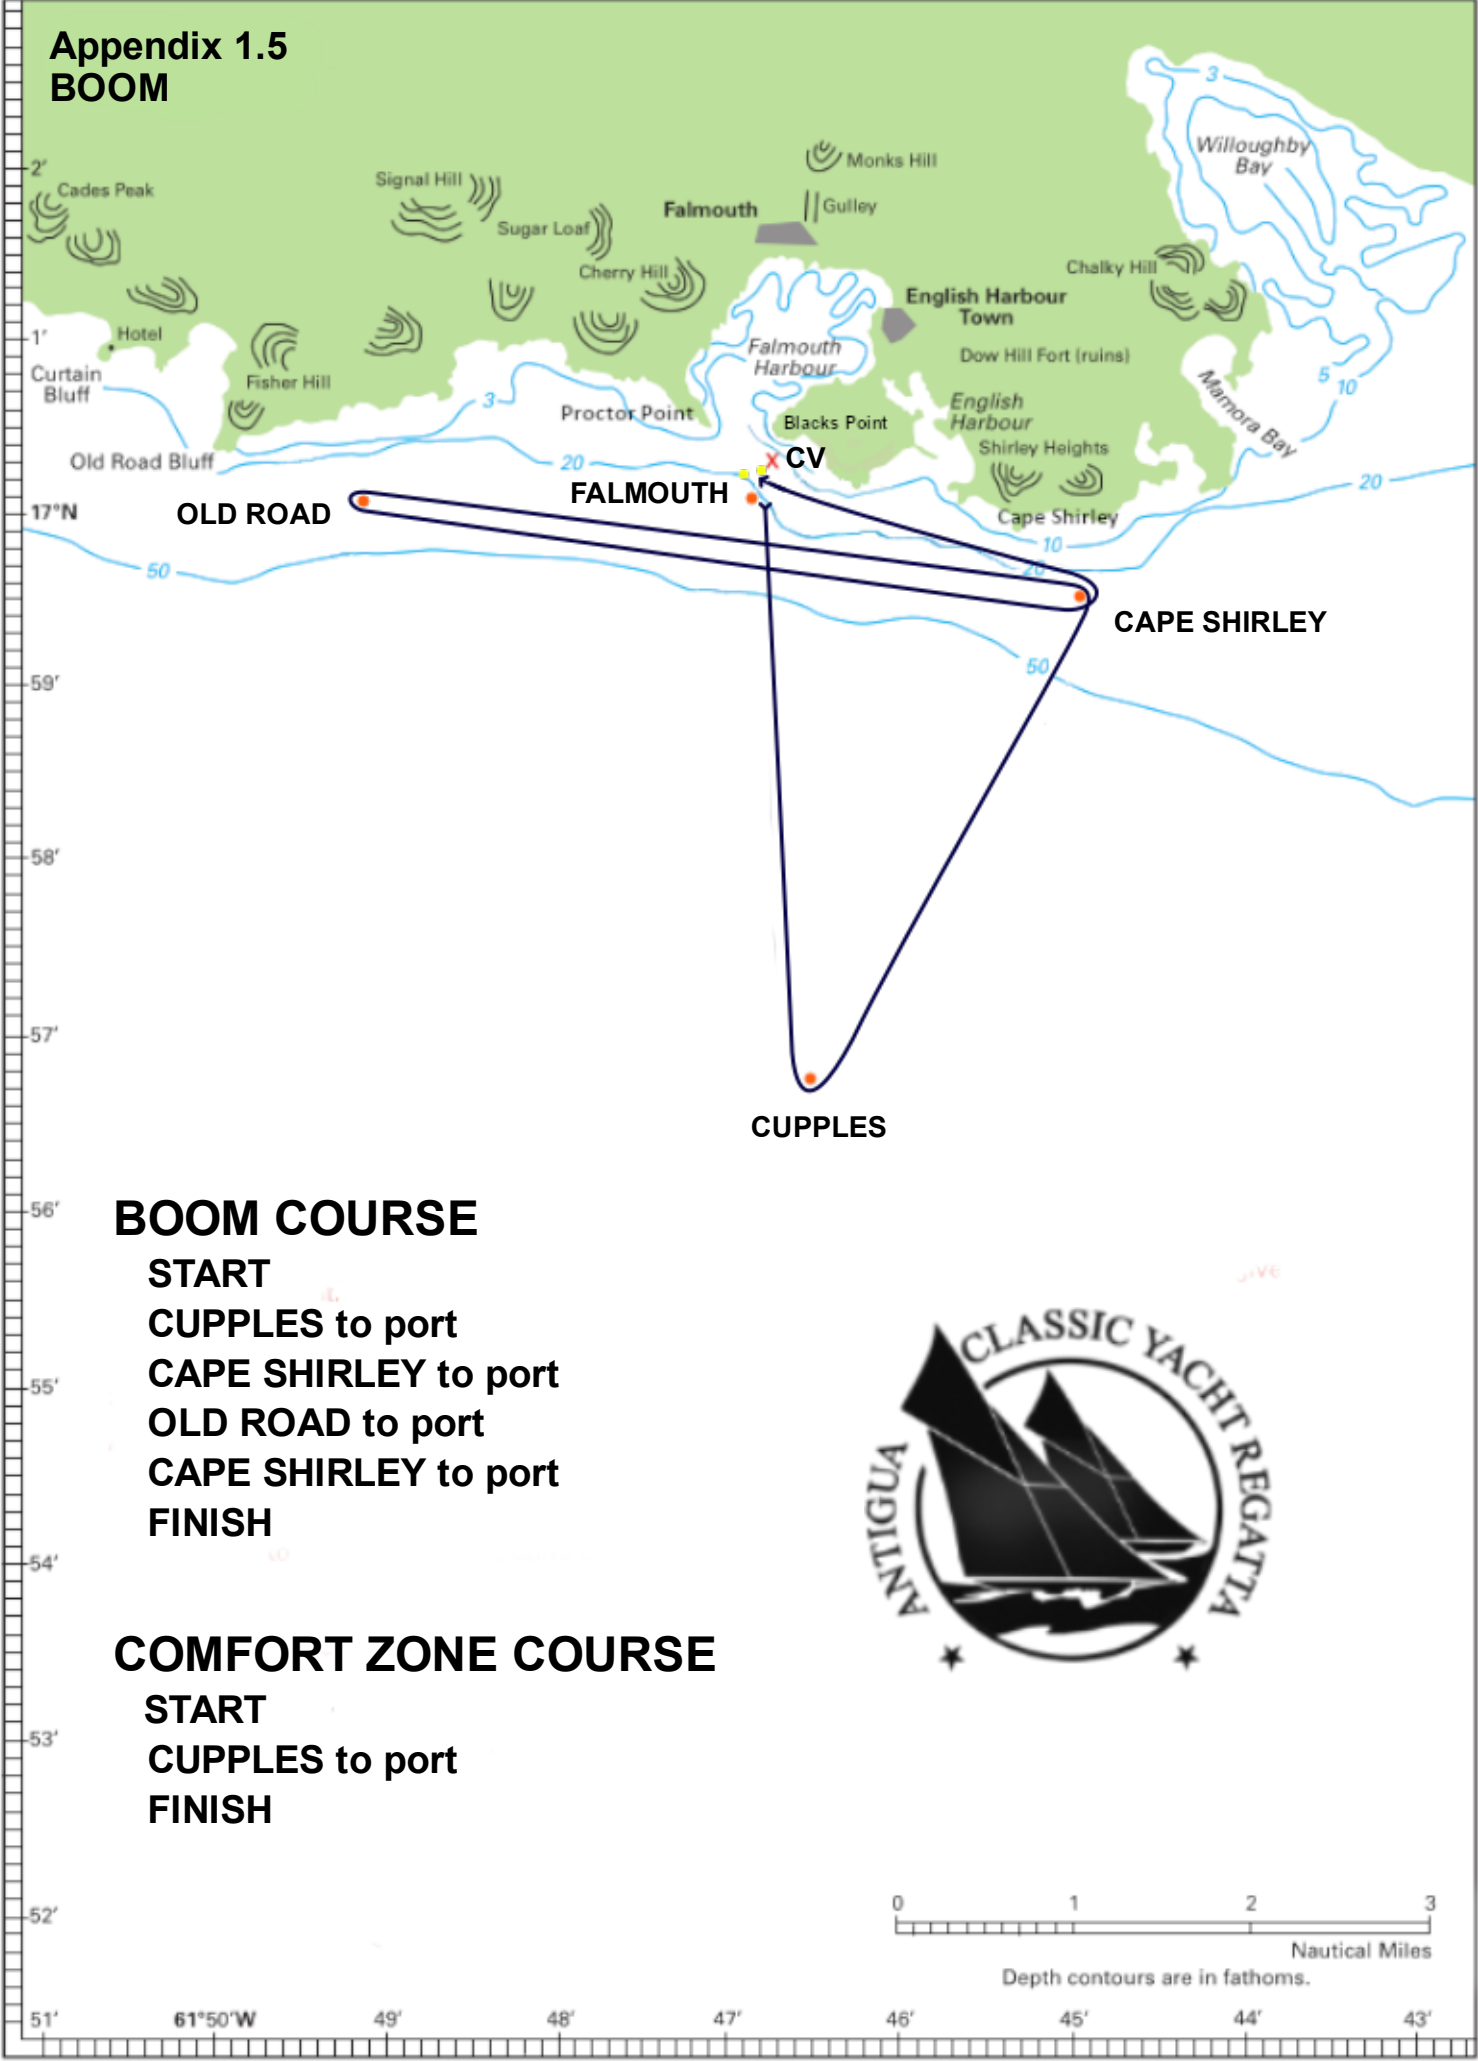 Appendix 1.5
BOOM
3
Willoughby
Bay
Monks Hill
2'
Cades Peak
Signal Hill
Falmouth
Gulley
Sugar Loaf
Cherry Hill
Chalky Hill
English Harbour
Town
1'
Hotel
Falmouth
Harbour
Dow Hill Fort (ruins)
Curtain
Bluff
Fisher Hill
5
10
Mamora Bay
3
Proctor Point
English
Harbour
Blacks Point
Shirley Heights
Old Road Bluff
20
CV
20
FALMOUTH
17°N
OLD ROAD
Cape Shirley
10
20
50
CAPE SHIRLEY
50
59'
58'
57'
CUPPLES
56'
BOOM COURSE
START
CUPPLES to port
CAPE SHIRLEY to port
OLD ROAD to port
CAPE SHIRLEY to port
FINISH
55'
54'
ANTIGUA CLASSIC YACHT REGATTA
COMFORT ZONE COURSE
START
CUPPLES to port
FINISH
53'
52'
0 1 2 3
Nautical Miles
Depth contours are in fathoms.
51' 61°50'W 49' 48' 47' 46' 45' 44' 43'